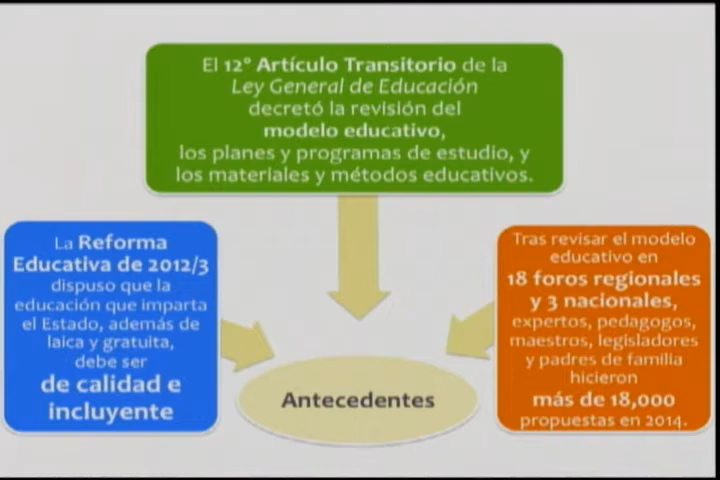 El 12° Artículo Transitorio de la
Ley General de Educación
decretó la revisión del
modelo educativo,
los planes y programas de estudio, y
los materiales y métodos educativos.
La Reforma
Educativa de 2012/3
dispuso que la
educación que imparta
el Estado, además de
laica y gratuita,
debe ser
de calidad e
incluyente
Tras revisar el modelo
educativo en
18 foros regionales
y 3 nacionales,
expertos, pedagogos,
maestros, legisladores
y padres de familia
hicieron
más de 18,000
propuestas en 2014.
Antecedentes